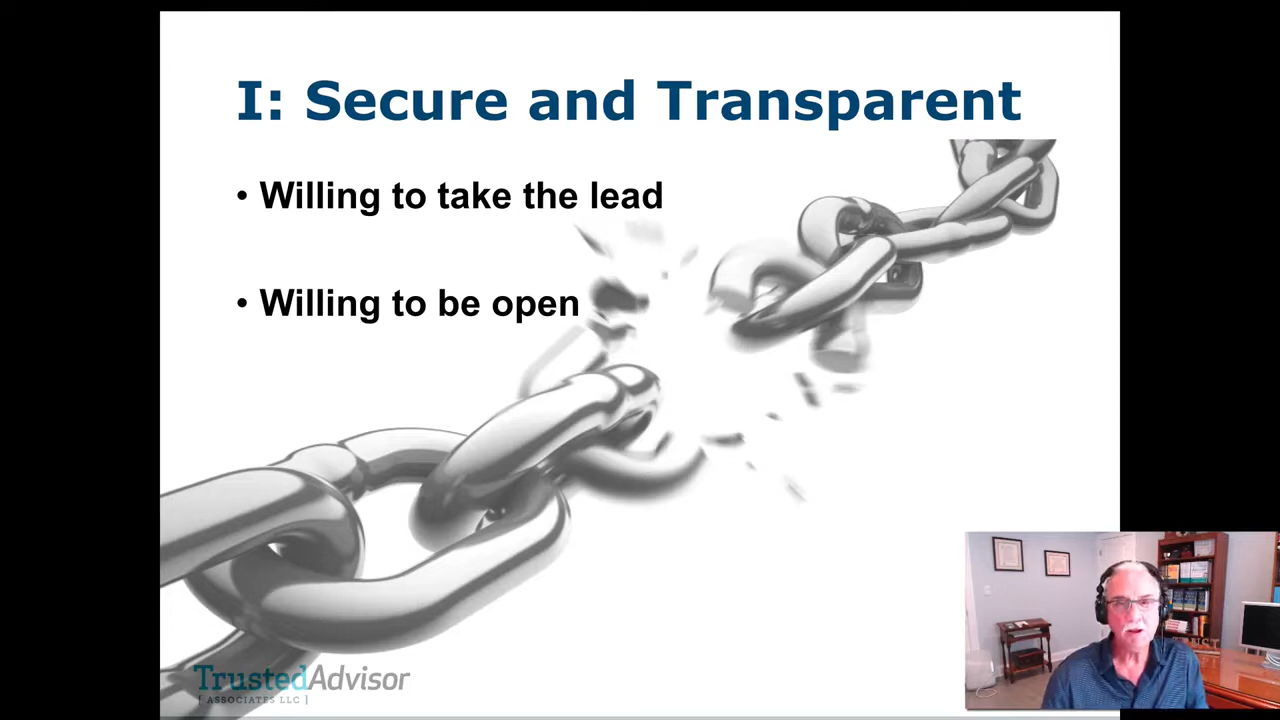 I: Secure and Transparent
• Willing to take the lead
• Willing to be open
TrustedAdvisor
[ ASSOCIATES LLC ]